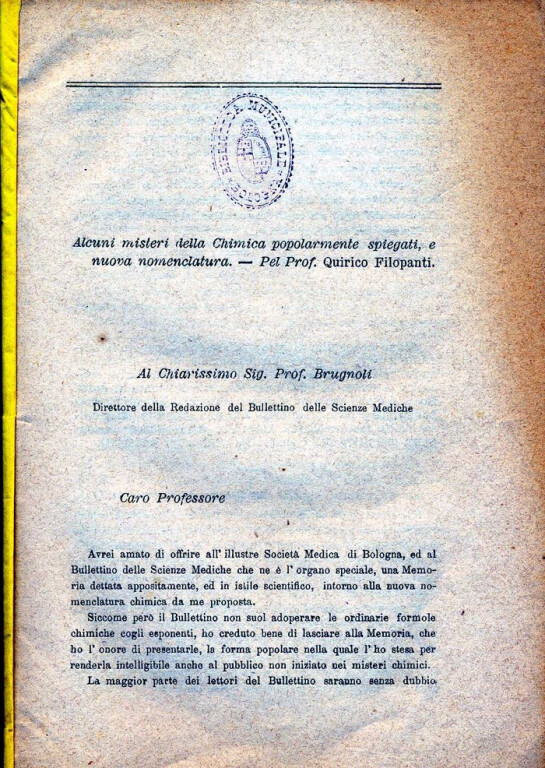 BIBLIOTECA MUNICIPALE
Alcuni misteri della Chimica popolarmente spiegati, e
nuova nomenclatura. — Pel Prof. Quirico Filopanti.
Al Chiarissimo Sig. Prof. Brugnoli
Direttore della Redazione del Bullettino delle Scienze Mediche
Caro Professore
Avrei amato di offrire all' illustre Società Medica di Bologna, ed al
Bullettino delle Scienze Mediche che ne è l' organo speciale, una Memo-
ria dettata appositamente, ed in istile scientifico, intorno alla nuova no-
menclatura chimica da me proposta.
Siccome però il Bullettino non suol adoperare le ordinarie formole
chimiche cogli esponenti, ho creduto bene di lasciare alla Memoria, che
ho l' onore di presentarle, la forma popolare nella quale l' ho stesa per
renderla intelligibile anche al pubblico non iniziato nei misteri chimici.
La maggior parte dei lettori del Bullettino saranno senza dubbio